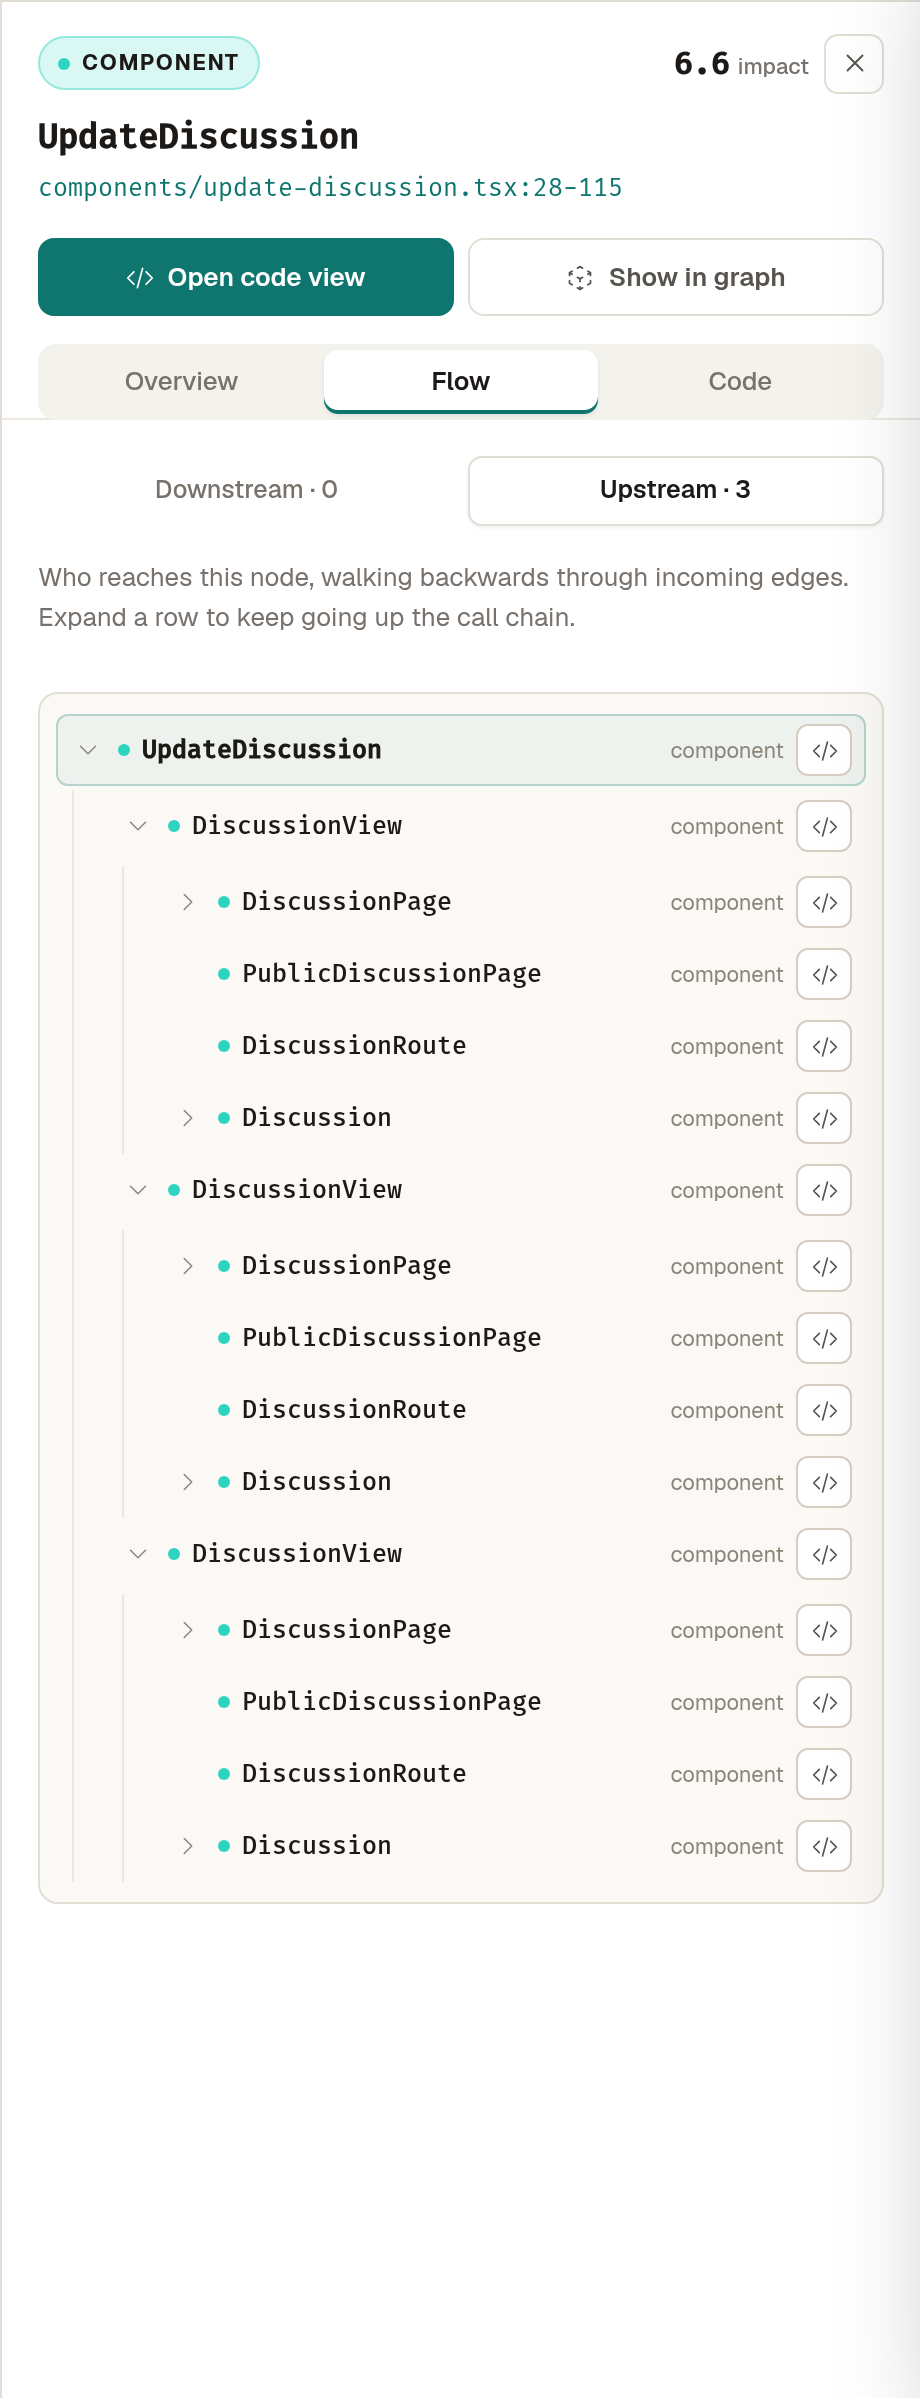 COMPONENT
6.6 impact
UpdateDiscussion
components/update-discussion.tsx:28-115
</> Open code view
Show in graph
Overview
Flow
Code
Downstream · 0
Upstream · 3
Who reaches this node, walking backwards through incoming edges.
Expand a row to keep going up the call chain.
UpdateDiscussion component </>
DiscussionView component </>
DiscussionPage component </>
PublicDiscussionPage component </>
DiscussionRoute component </>
Discussion component </>
DiscussionView component </>
DiscussionPage component </>
PublicDiscussionPage component </>
DiscussionRoute component </>
Discussion component </>
DiscussionView component </>
DiscussionPage component </>
PublicDiscussionPage component </>
DiscussionRoute component </>
Discussion component </>